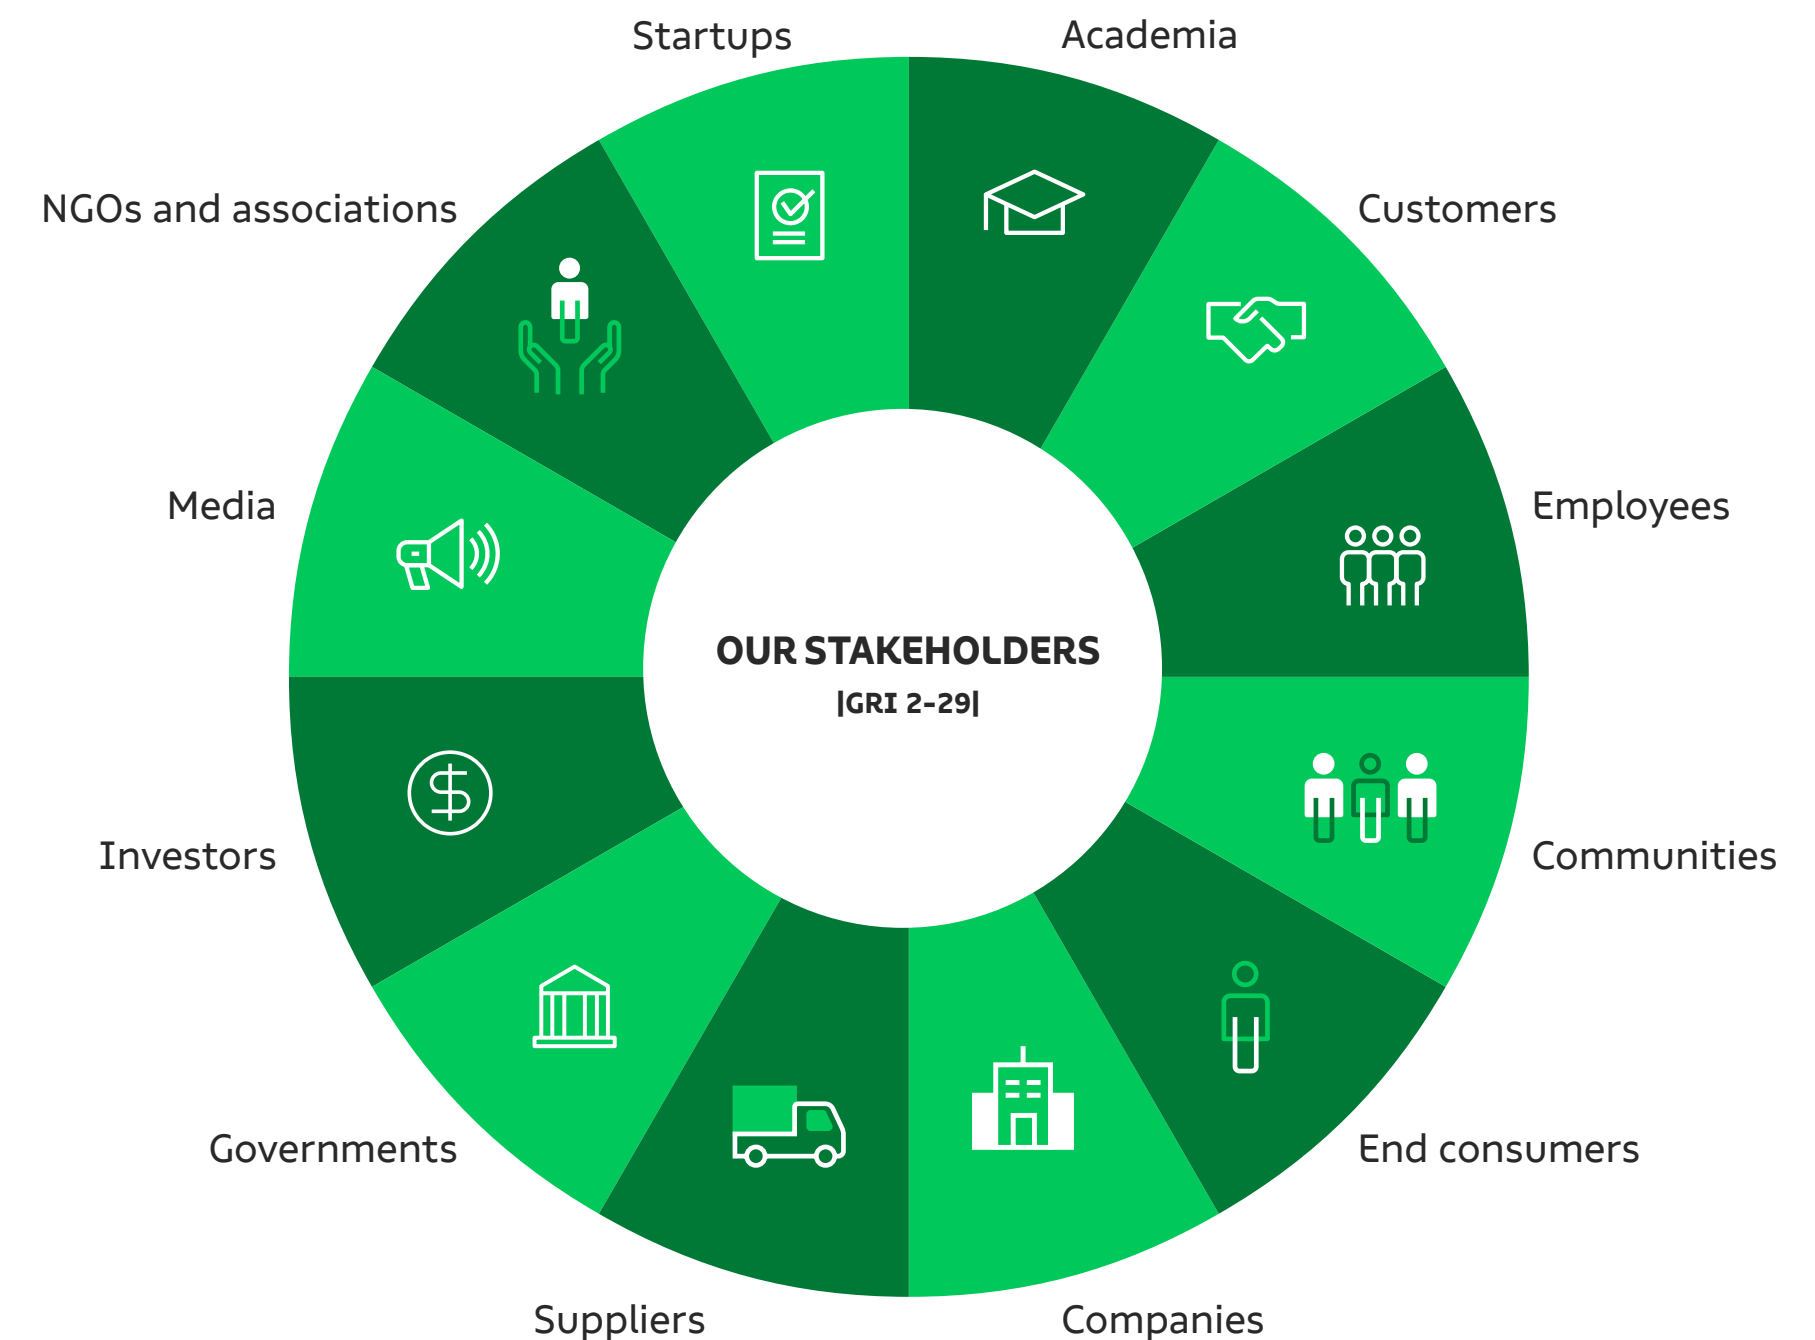 Startups
Academia
NGOs and associations
Customers
Media
Employees
OUR STAKEHOLDERS
|GRI 2-29|
Investors
Communities
Governments
End consumers
Suppliers
Companies